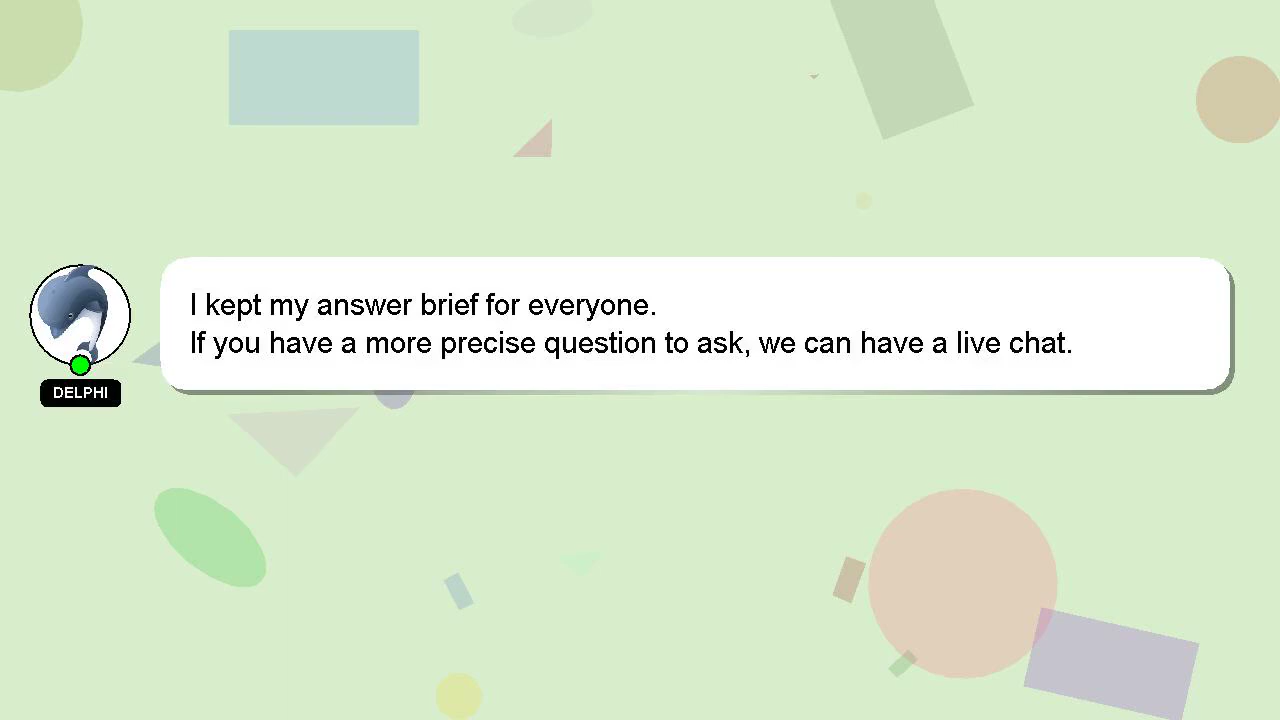 I kept my answer brief for everyone.
If you have a more precise question to ask, we can have a live chat.
DELPHI